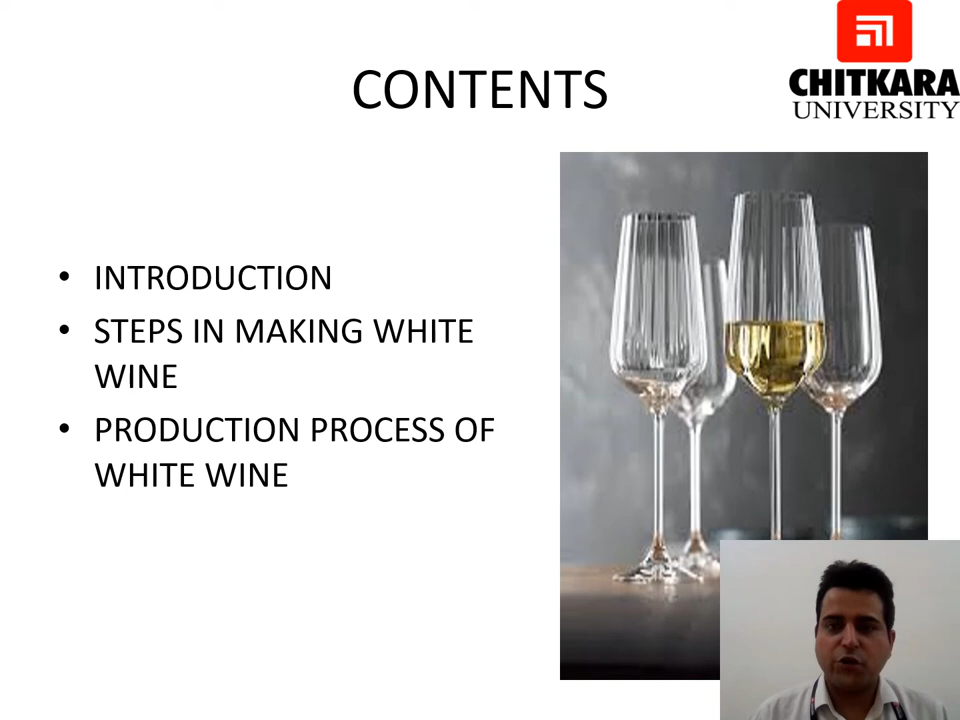 CHITKARA
UNIVERSITY
CONTENTS
• INTRODUCTION
• STEPS IN MAKING WHITE
WINE
• PRODUCTION PROCESS OF
WHITE WINE